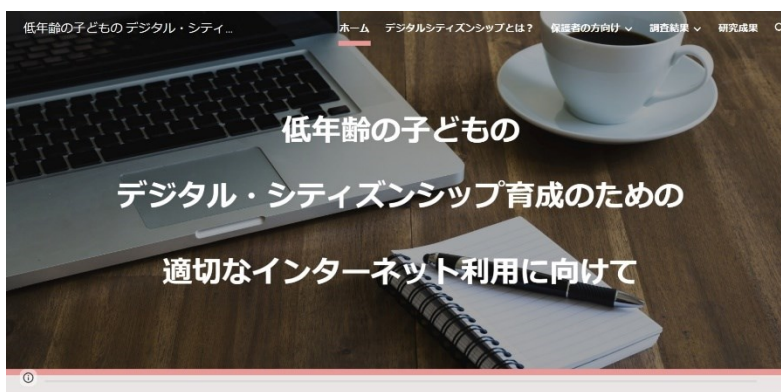 低年齢の子どもの デジタル・シティ...
ホーム デジタルシティズンシップとは？ 保護者の方向け 調査結果 研究成果
低年齢の子どもの
デジタル・シティズンシップ育成のための
適切なインターネット利用に向けて